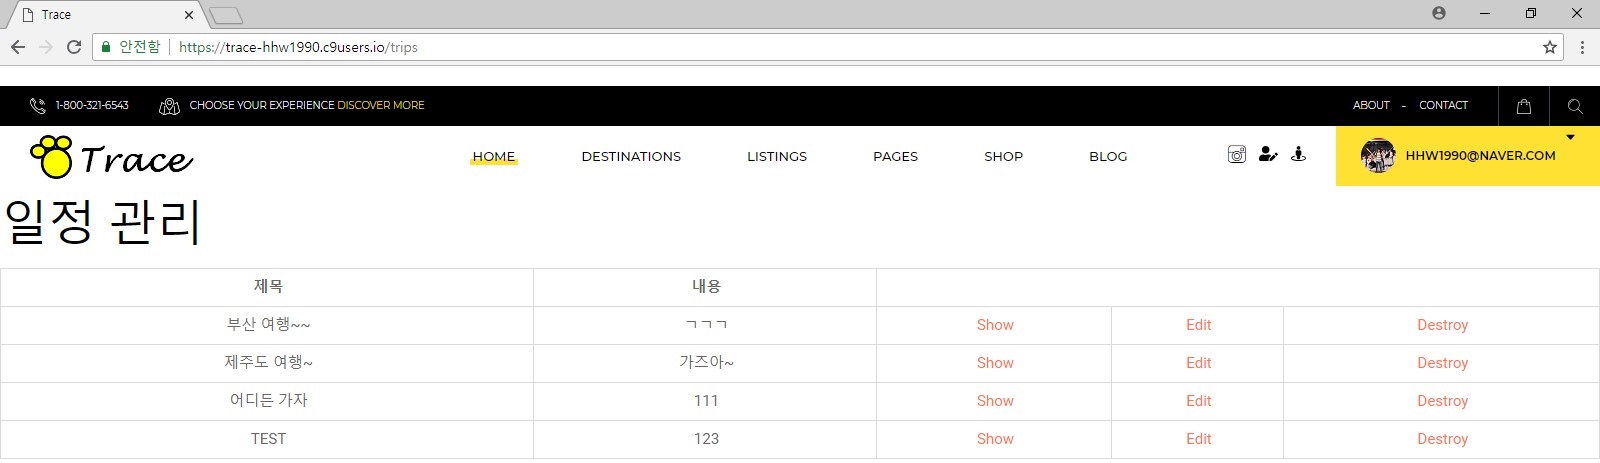 Trace
안전함 https://trace-hhw1990.c9users.io/trips
1-800-321-6543 CHOOSE YOUR EXPERIENCE DISCOVER MORE ABOUT - CONTACT
Trace HOME DESTINATIONS LISTINGS PAGES SHOP BLOG HHW1990@NAVER.COM
일정 관리
제목 내용
부산 여행~~ ㄱㄱㄱ Show Edit Destroy
제주도 여행~ 가즈아~ Show Edit Destroy
어디든 가자 111 Show Edit Destroy
TEST 123 Show Edit Destroy